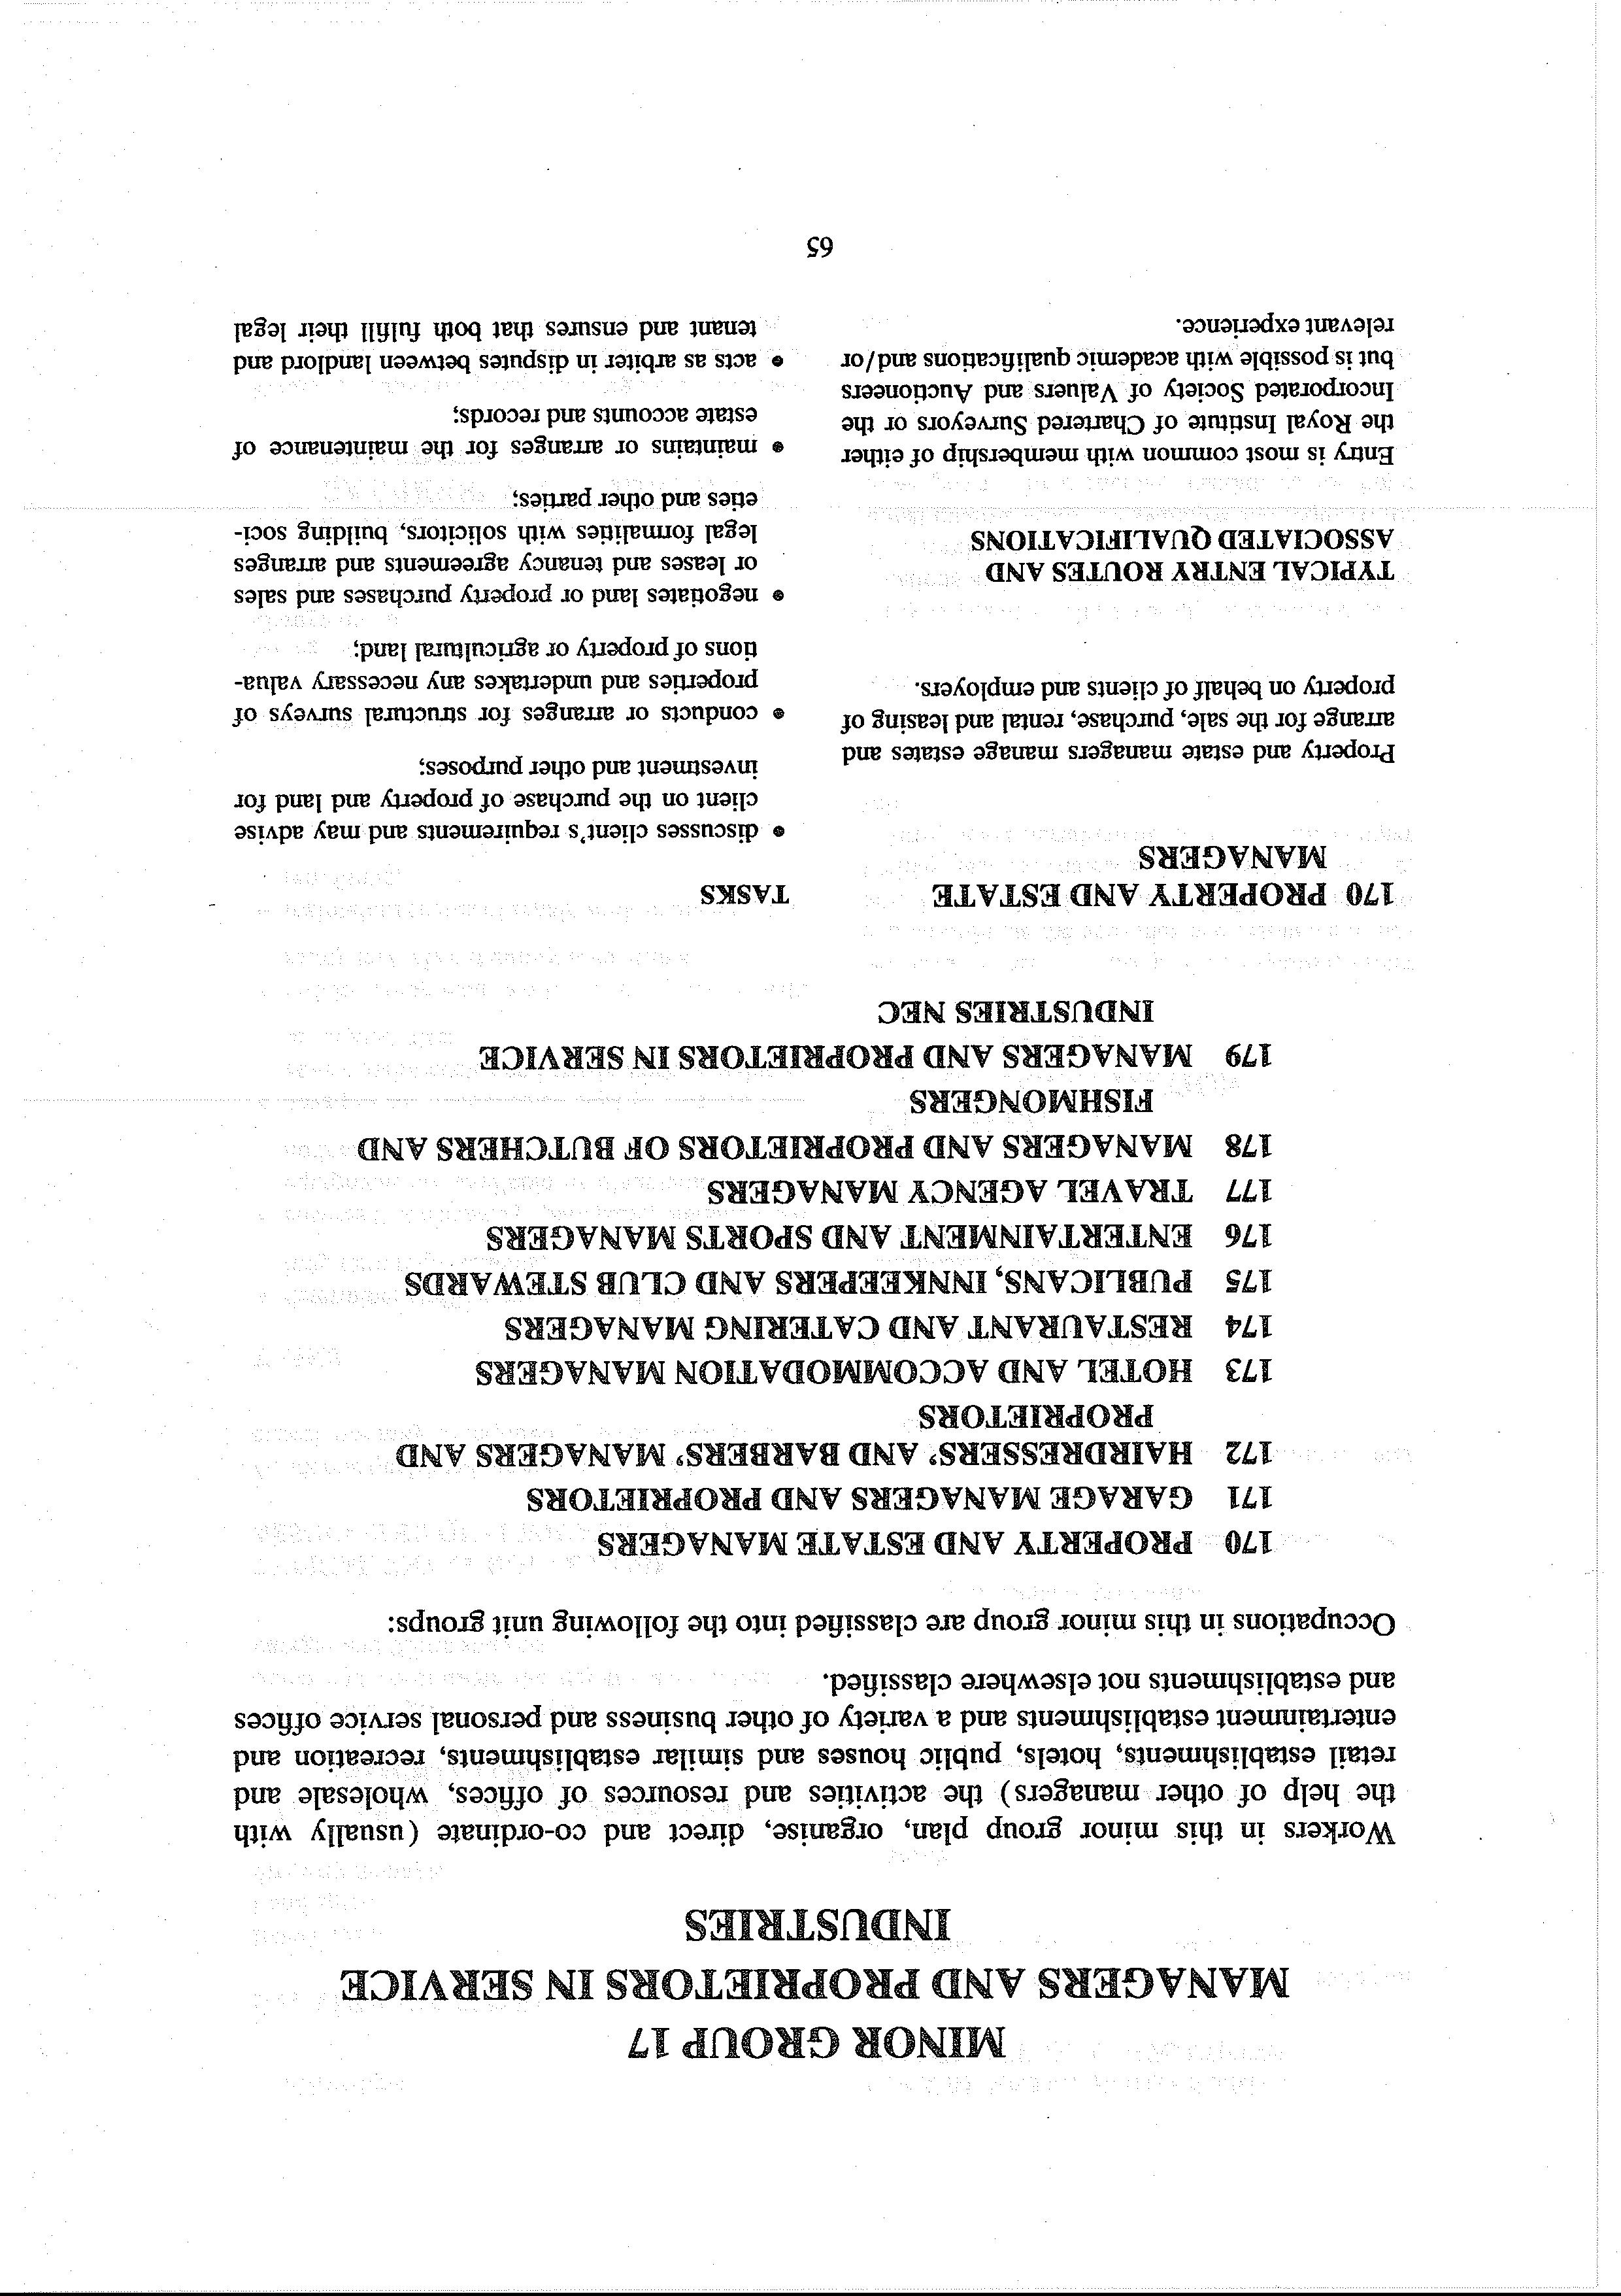 MINOR GROUP 17
MANAGERS AND PROPRIETORS IN SERVICE
INDUSTRIES
Workers in this minor group plan, organise, direct and co-ordinate (usually with
the help of other managers) the activities and resources of offices, wholesale and
retail establishments, hotels, public houses and similar establishments, recreation and
entertainment establishments and a variety of other business and personal service offices
and establishments not elsewhere classified.
Occupations in this minor group are classified into the following unit groups:
170 PROPERTY AND ESTATE MANAGERS
171 GARAGE MANAGERS AND PROPRIETORS
172 HAIRDRESSERS' AND BARBERS' MANAGERS AND
PROPRIETORS
173 HOTEL AND ACCOMMODATION MANAGERS
174 RESTAURANT AND CATERING MANAGERS
175 PUBLICANS, INNKEEPERS AND CLUB STEWARDS
176 ENTERTAINMENT AND SPORTS MANAGERS
177 TRAVEL AGENCY MANAGERS
178 MANAGERS AND PROPRIETORS OF BUTCHERS AND
FISHMONGERS
179 MANAGERS AND PROPRIETORS IN SERVICE
INDUSTRIES NEC
170 PROPERTY AND ESTATE
MANAGERS
Property and estate managers manage estates and
arrange for the sale, purchase, rental and leasing of
property on behalf of clients and employers.
TYPICAL ENTRY ROUTES AND
ASSOCIATED QUALIFICATIONS
Entry is most common with membership of either
the Royal Institute of Chartered Surveyors or the
Incorporated Society of Valuers and Auctioneers
but is possible with academic qualifications and/or
relevant experience.
TASKS
• discusses client's requirements and may advise
client on the purchase of property and land for
investment and other purposes;
• conducts or arranges for structural surveys of
properties and undertakes any necessary valua-
tions of property or agricultural land;
• negotiates land or property purchases and sales
or leases and tenancy agreements and arranges
legal formalities with solicitors, building soci-
eties and other parties;
• maintains or arranges for the maintenance of
estate accounts and records;
• acts as arbiter in disputes between landlord and
tenant and ensures that both fulfill their legal
65